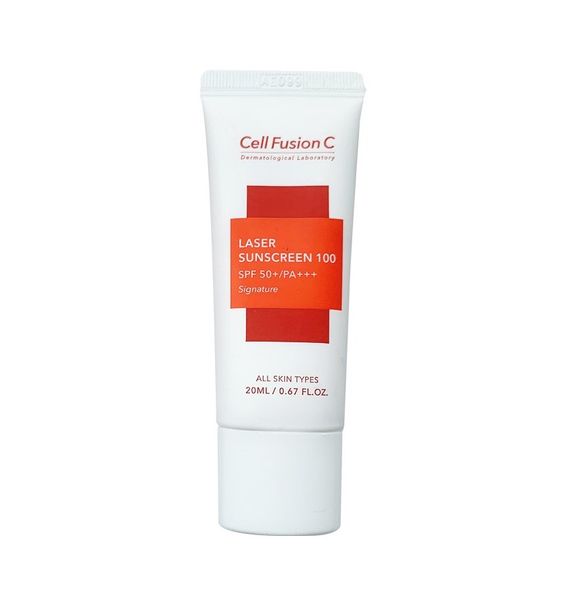 Cell Fusion C
Dermatological Laboratory
LASER
SUNSCREEN 100
SPF 50+/PA+++
Signature
ALL SKIN TYPES
20ML / 0.67 FL.OZ.